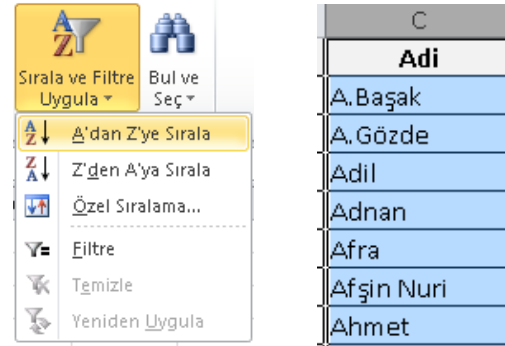 Sırala ve Filtre
Uygula
Bul ve
Seç
A'dan Z'ye Sırala
Z'den A'ya Sırala
Özel Sıralama...
Filtre
Temizle
Yeniden Uygula
C
Adi
A.Başak
A.Gözde
Adil
Adnan
Afra
Afşin Nuri
Ahmet